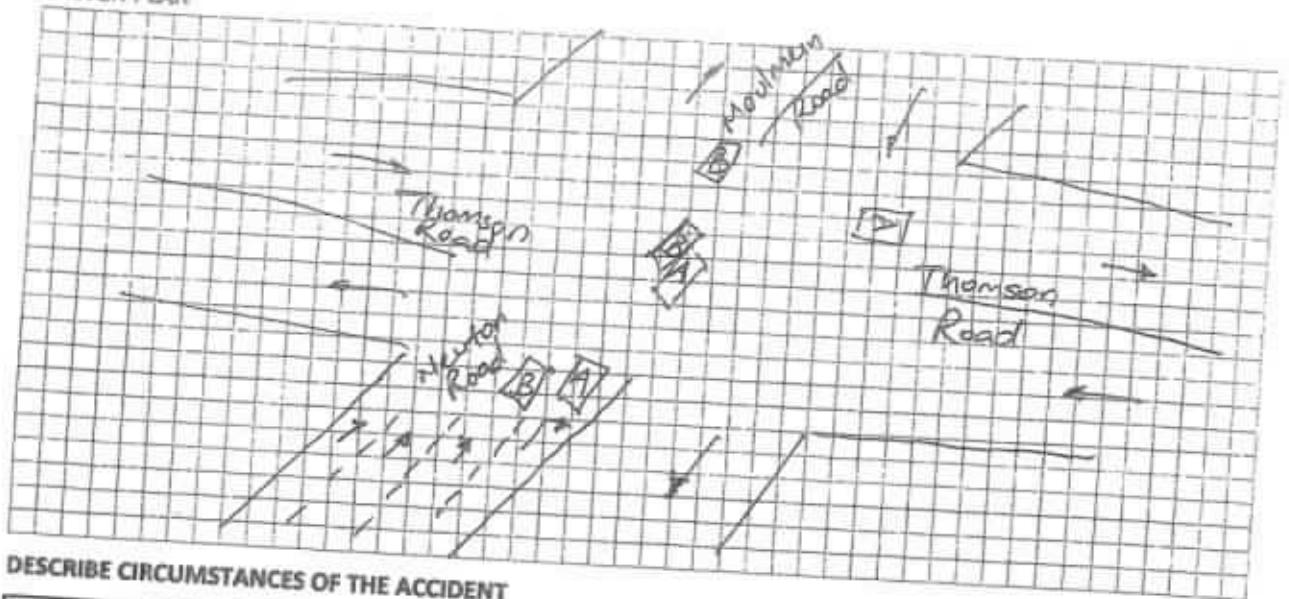 Moulmein
Road
B
Thomson
Road
B
A
A
Thomson
Road
Newton
Road
B
A
DESCRIBE CIRCUMSTANCES OF THE ACCIDENT